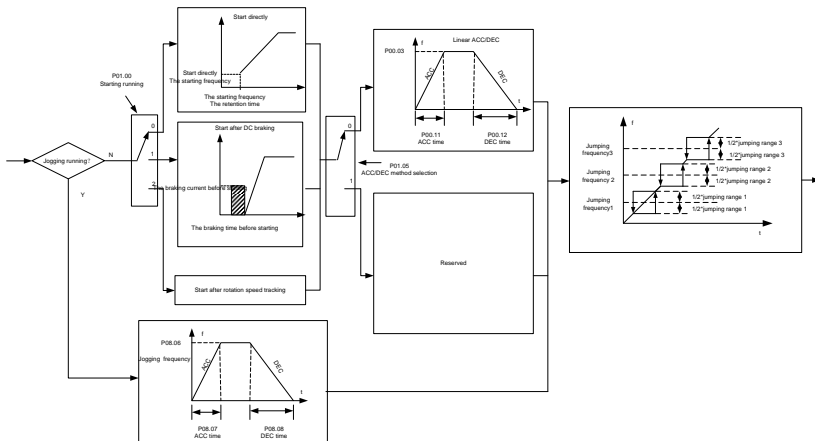 Start directly
f
Start directly
The starting frequency
t
The starting frequency
The retention time
P01.00
Starting running
0
1
2
Jogging running?
N
Y
Start after DC braking
The braking current before
The braking time before starting
Start after rotation speed tracking
0
1
P01.05
ACC/DEC method selection
P00.03
f
Linear ACC/DEC
ACC
DEC
t
P00.11
ACC time
P00.12
DEC time
Reserved
f
Jumping
frequency3
Jumping
frequency 2
Jumping
frequency1
1/2*jumping range 3
1/2*jumping range 3
1/2*jumping range 2
1/2*jumping range 2
1/2*jumping range 1
1/2*jumping range 1
t
P08.06
Jogging frequency
f
ACC
DEC
t
P08.07
ACC time
P08.08
DEC time